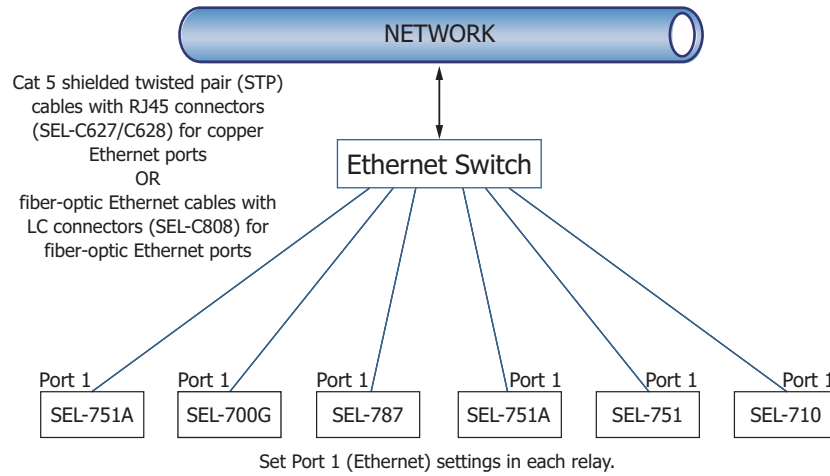 NETWORK
Cat 5 shielded twisted pair (STP)
cables with RJ45 connectors
(SEL-C627/C628) for copper
Ethernet ports
OR
fiber-optic Ethernet cables with
LC connectors (SEL-C808) for
fiber-optic Ethernet ports
Ethernet Switch
Port 1 Port 1 Port 1 Port 1 Port 1 Port 1
SEL-751A SEL-700G SEL-787 SEL-751A SEL-751 SEL-710
Set Port 1 (Ethernet) settings in each relay.